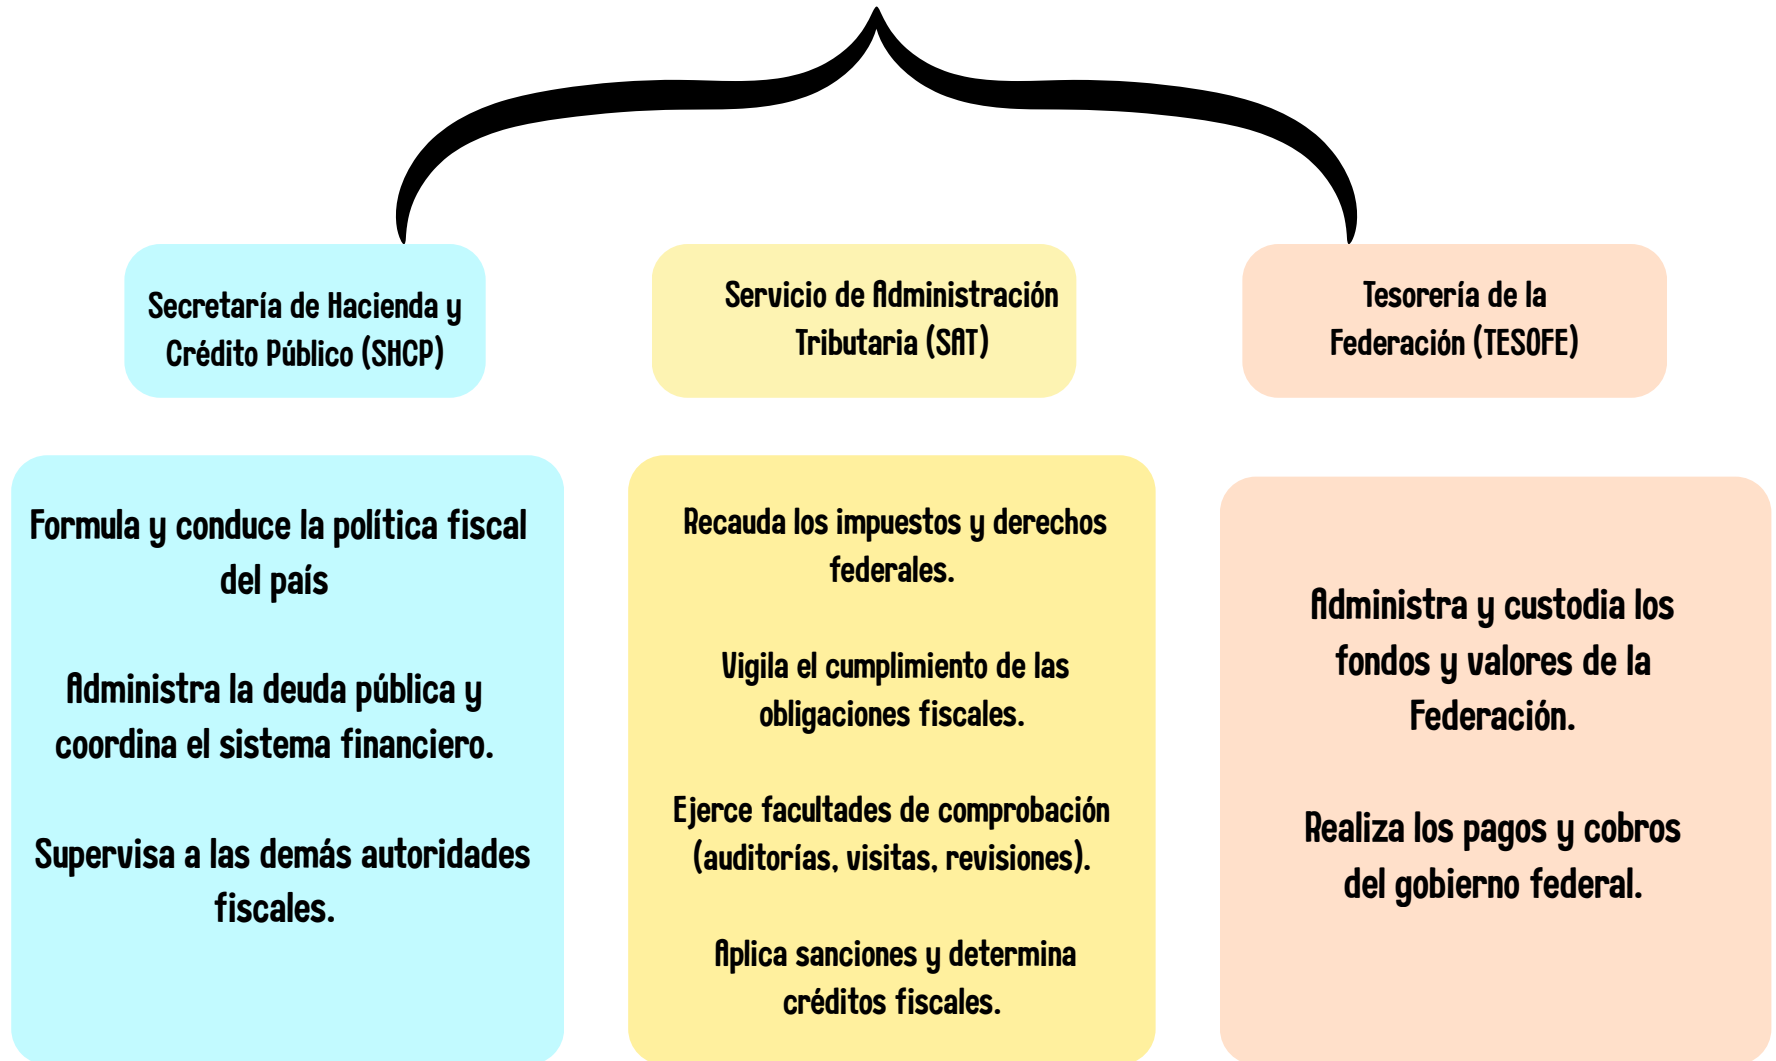 Secretaría de Hacienda y
Crédito Público (SHCP)
Servicio de Administración
Tributaria (SAT)
Tesorería de la
Federación (TESOFE)
Formula y conduce la política fiscal
del país
Administra la deuda pública y
coordina el sistema financiero.
Supervisa a las demás autoridades
fiscales.
Recauda los impuestos y derechos
federales.
Vigila el cumplimiento de las
obligaciones fiscales.
Ejerce facultades de comprobación
(auditorías, visitas, revisiones).
Aplica sanciones y determina
créditos fiscales.
Administra y custodia los
fondos y valores de la
Federación.
Realiza los pagos y cobros
del gobierno federal.